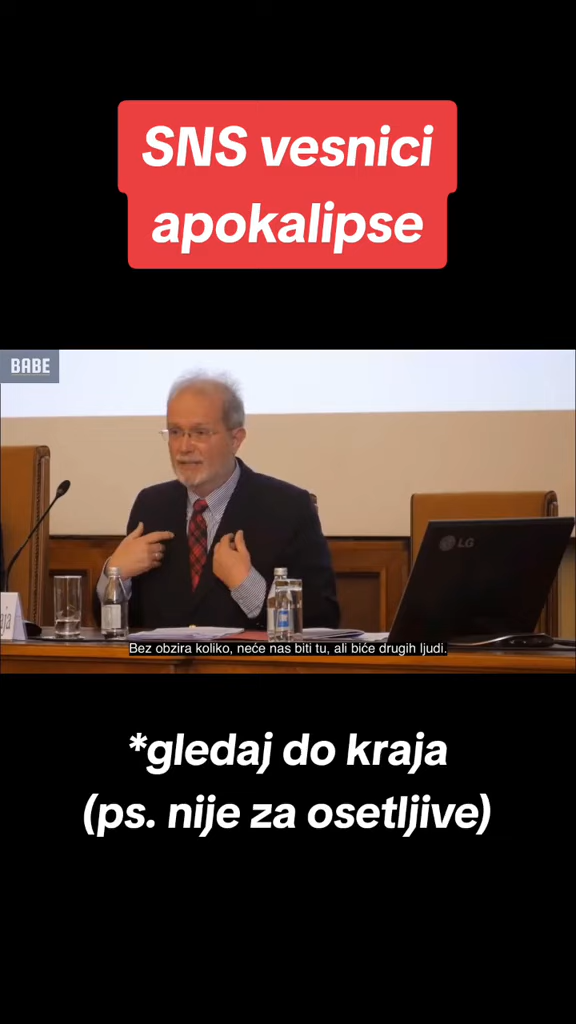 SNS vesnici
apokalipse
BABE
LG
aja
Bez obzira koliko, neće nas biti tu, ali biće drugih ljudi.
*gledaj do kraja
(ps. nije za osetljive)